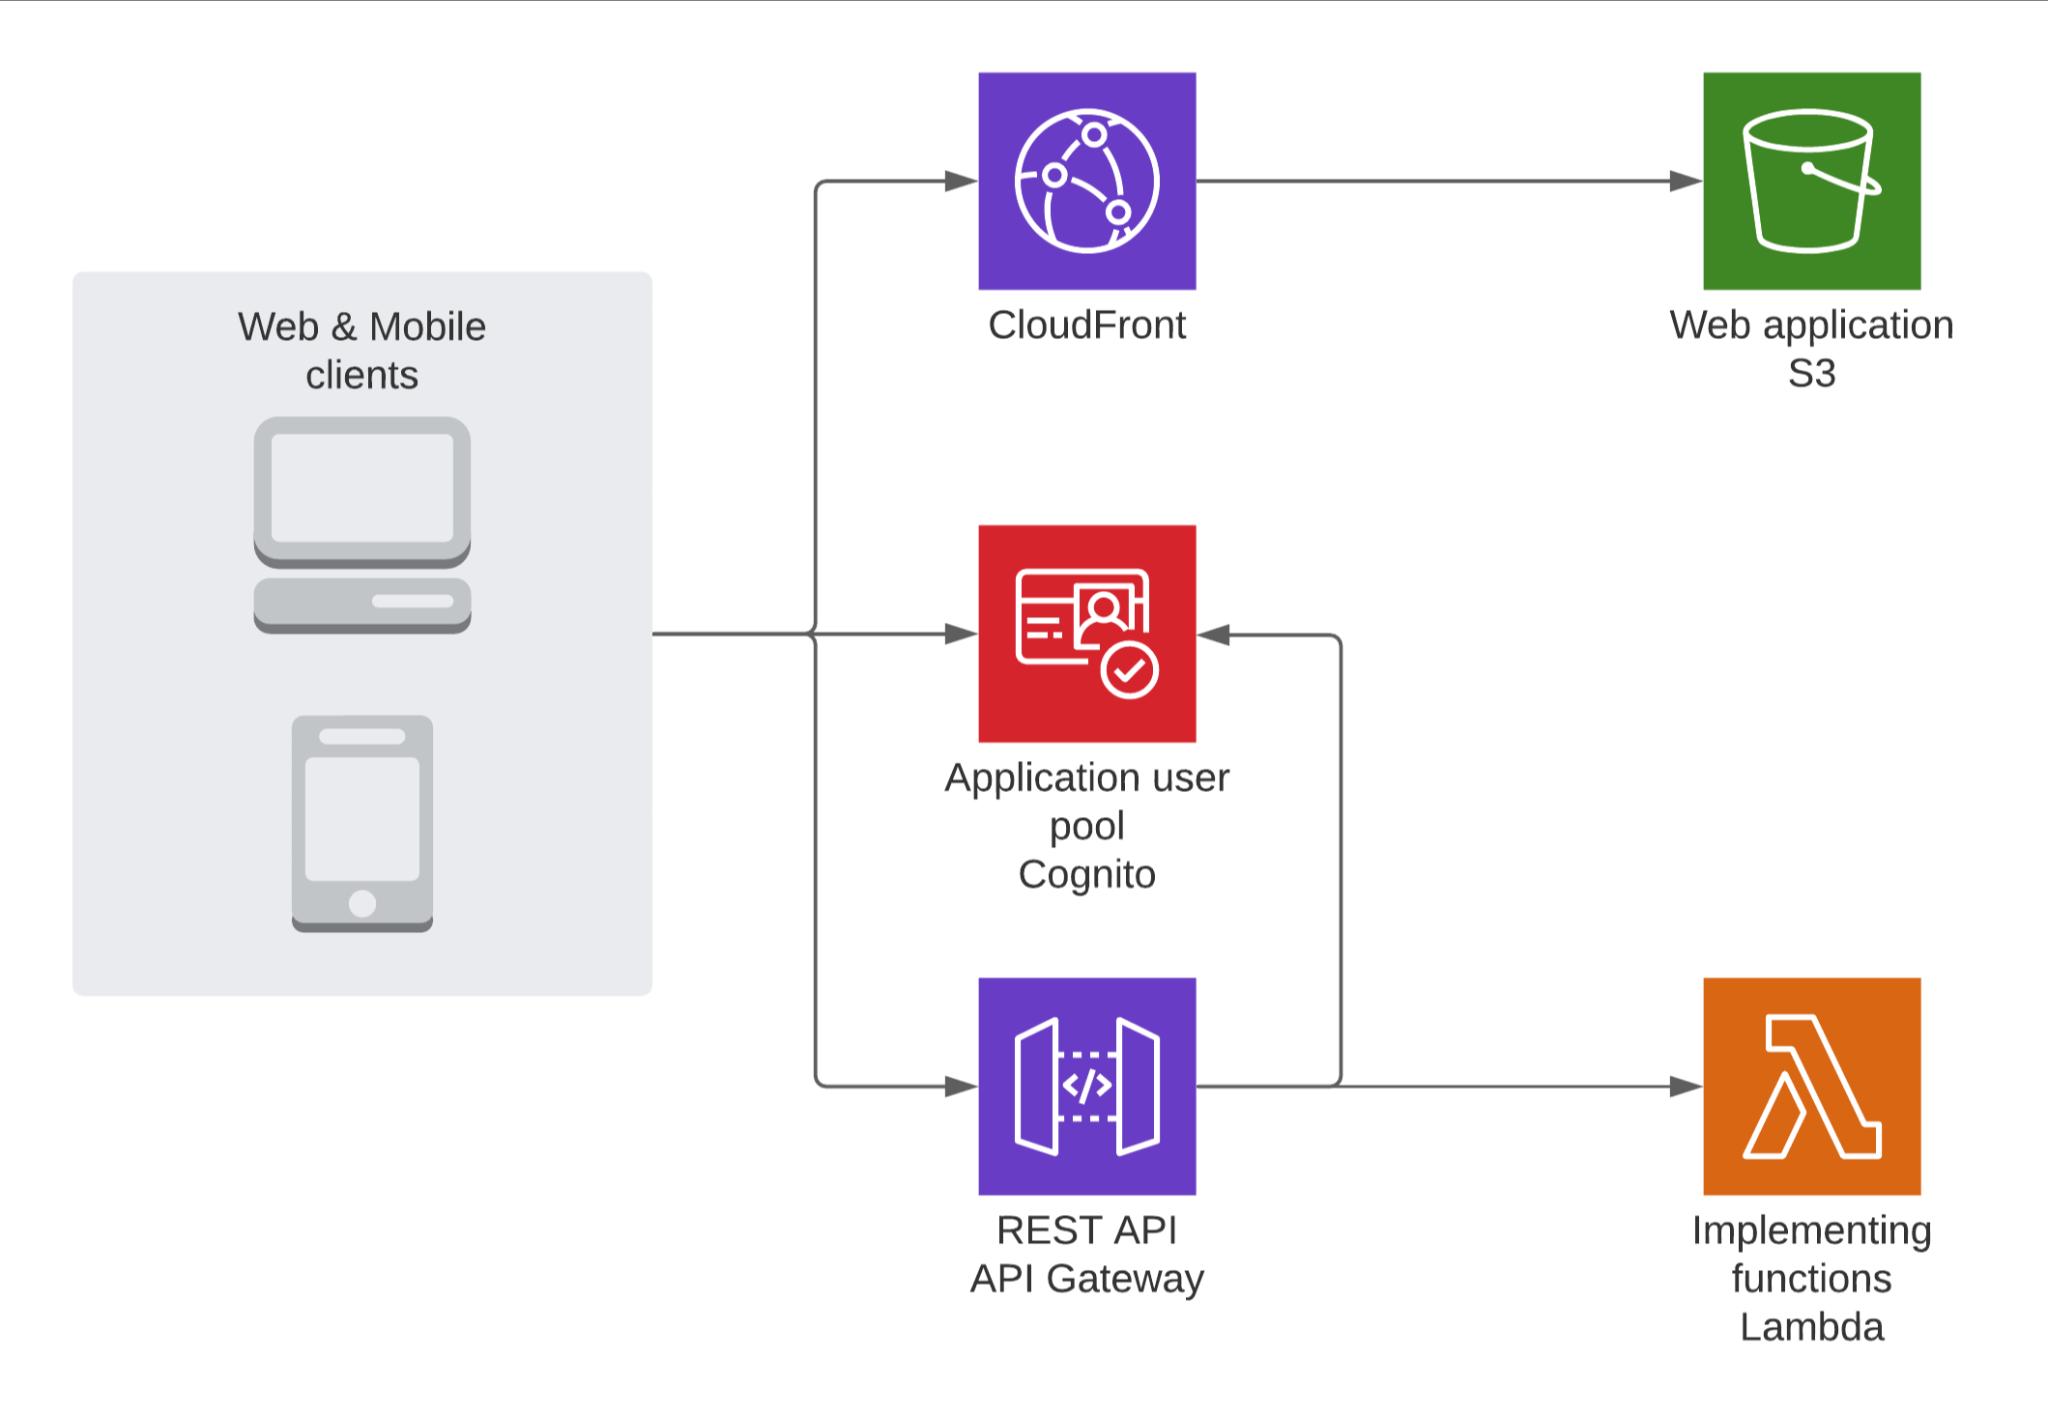 Web & Mobile
clients
CloudFront
Web application
S3
Application user
pool
Cognito
REST API
API Gateway
Implementing
functions
Lambda